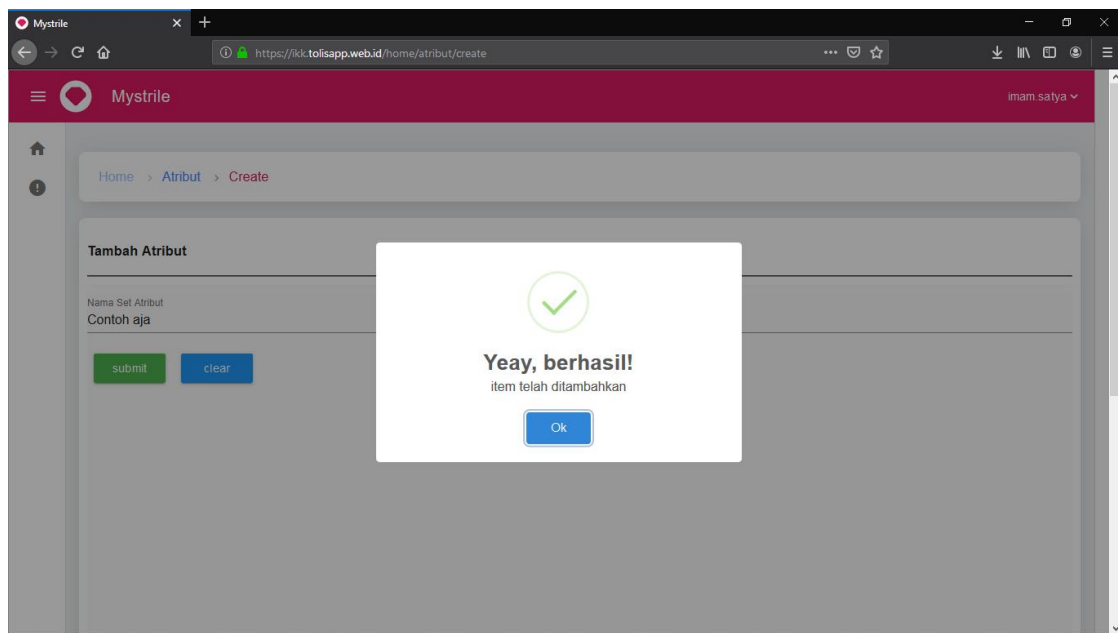 Mystrile
https://ikk.tolisapp.web.id/home/atribut/create
Mystrile
imam.satya
Home > Atribut > Create
Tambah Atribut
Nama Set Atribut
Contoh aja
submit clear
Yeay, berhasil!
item telah ditambahkan
Ok